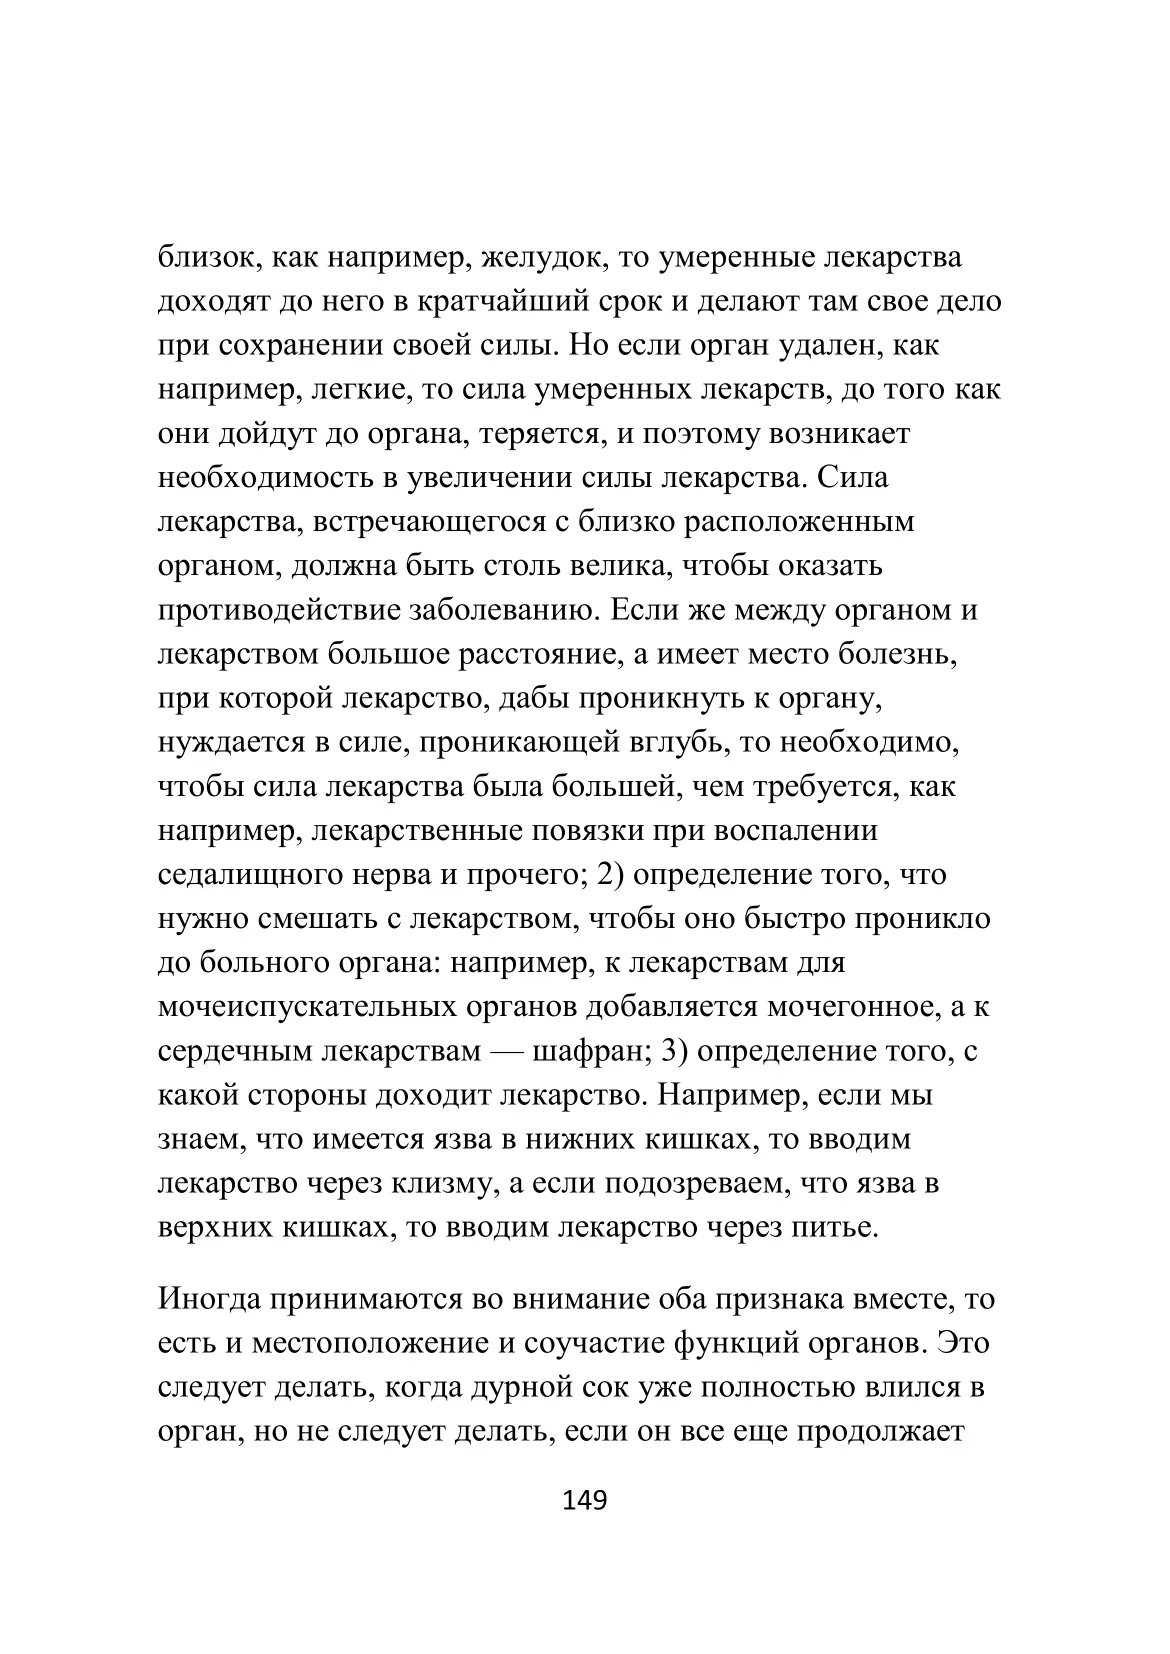 близок, как например, желудок, то умеренные лекарства
доходят до него в кратчайший срок и делают там свое дело
при сохранении своей силы. Но если орган удален, как
например, легкие, то сила умеренных лекарств, до того как
они дойдут до органа, теряется, и поэтому возникает
необходимость в увеличении силы лекарства. Сила
лекарства, встречающегося с близко расположенным
органом, должна быть столь велика, чтобы оказать
противодействие заболеванию. Если же между органом и
лекарством большое расстояние, а имеет место болезнь,
при которой лекарство, дабы проникнуть к органу,
нуждается в силе, проникающей вглубь, то необходимо,
чтобы сила лекарства была большей, чем требуется, как
например, лекарственные повязки при воспалении
седалищного нерва и прочего; 2) определение того, что
нужно смешать с лекарством, чтобы оно быстро проникло
до больного органа: например, к лекарствам для
мочеиспускательных органов добавляется мочегонное, а к
сердечным лекарствам — шафран; 3) определение того, с
какой стороны доходит лекарство. Например, если мы
знаем, что имеется язва в нижних кишках, то вводим
лекарство через клизму, а если подозреваем, что язва в
верхних кишках, то вводим лекарство через питье.
Иногда принимаются во внимание оба признака вместе, то
есть и местоположение и соучастие функций органов. Это
следует делать, когда дурной сок уже полностью влился в
орган, но не следует делать, если он все еще продолжает
149